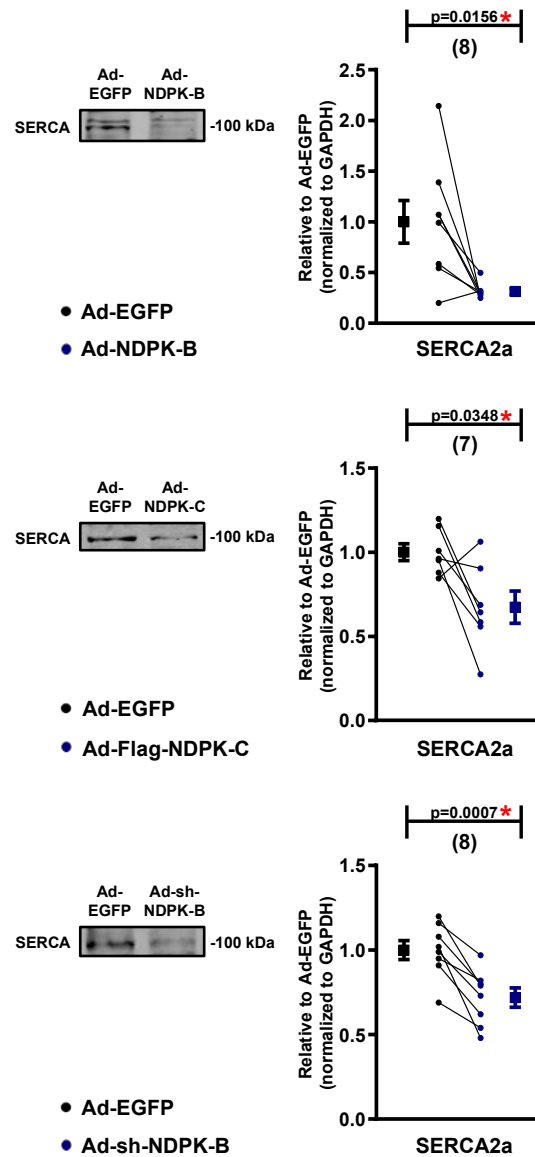 p=0.0156 *
(8)
Ad-
EGFP
Ad-
NDPK-B
SERCA
-100 kDa
Relative to Ad-EGFP
(normalized to GAPDH)
2.5
2.0
1.5
1.0
0.5
0.0
SERCA2a
Ad-EGFP
Ad-NDPK-B
p=0.0348 *
(7)
Ad-
EGFP
Ad-
NDPK-C
SERCA
-100 kDa
Relative to Ad-EGFP
(normalized to GAPDH)
1.5
1.0
0.5
0.0
SERCA2a
Ad-EGFP
Ad-Flag-NDPK-C
p=0.0007 *
(8)
Ad-
EGFP
Ad-sh-
NDPK-B
SERCA
-100 kDa
Relative to Ad-EGFP
(normalized to GAPDH)
1.5
1.0
0.5
0.0
SERCA2a
Ad-EGFP
Ad-sh-NDPK-B